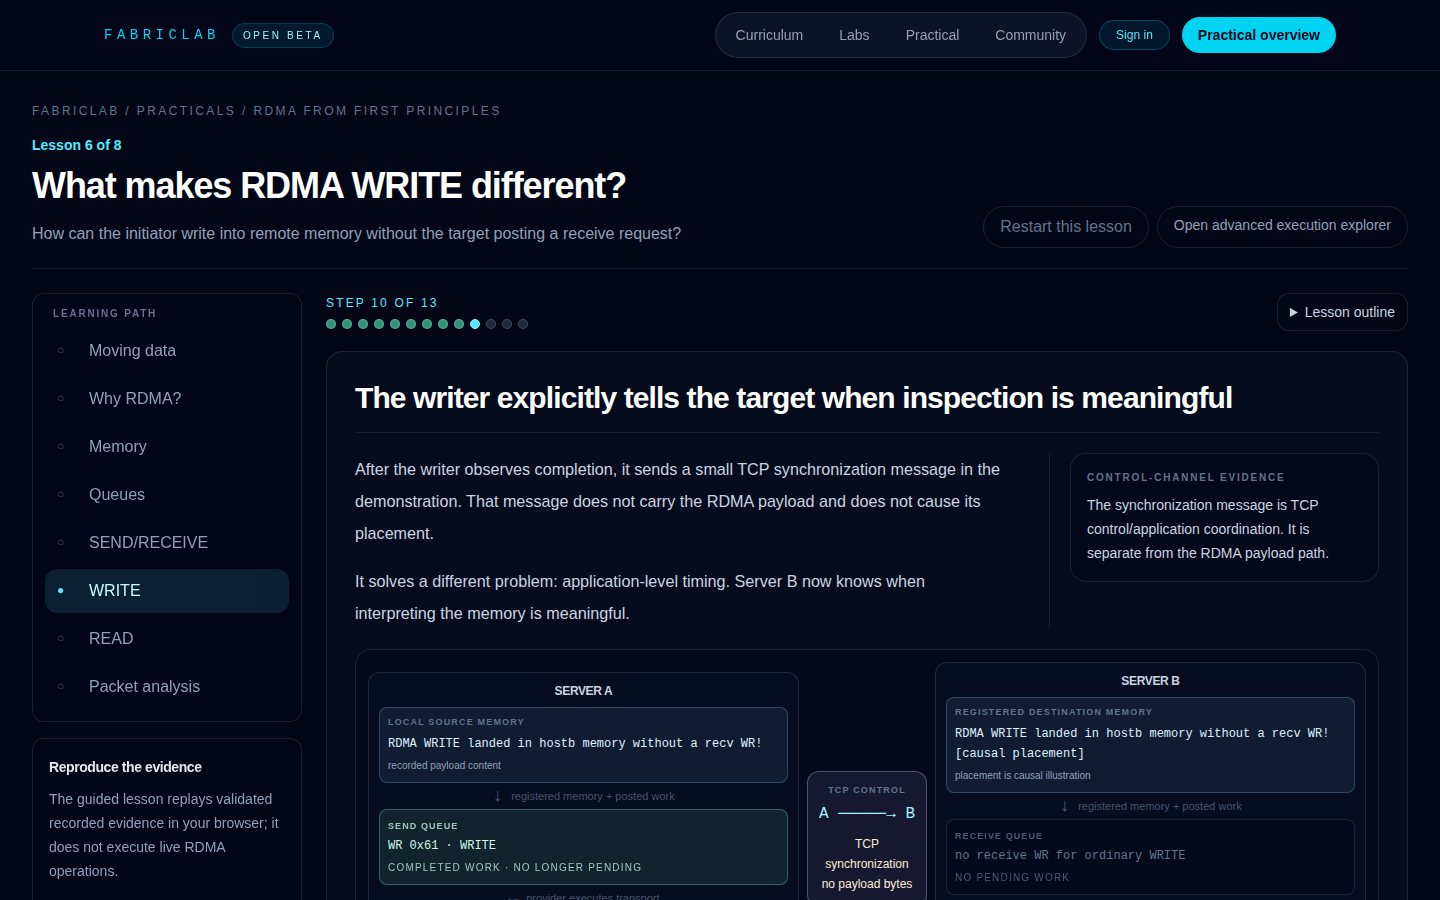 FABRICLAB OPEN BETA Curriculum Labs Practical Community Sign in Practical overview
FABRICLAB / PRACTICALS / RDMA FROM FIRST PRINCIPLES
Lesson 6 of 8
What makes RDMA WRITE different?
How can the initiator write into remote memory without the target posting a receive request?
Restart this lesson
Open advanced execution explorer
LEARNING PATH
Moving data
Why RDMA?
Memory
Queues
SEND/RECEIVE
WRITE
READ
Packet analysis
Reproduce the evidence
The guided lesson replays validated
recorded evidence in your browser; it
does not execute live RDMA
operations.
STEP 10 OF 13
▶ Lesson outline
The writer explicitly tells the target when inspection is meaningful
After the writer observes completion, it sends a small TCP synchronization message in the
demonstration. That message does not carry the RDMA payload and does not cause its
placement.
It solves a different problem: application-level timing. Server B now knows when
interpreting the memory is meaningful.
CONTROL-CHANNEL EVIDENCE
The synchronization message is TCP
control/application coordination. It is
separate from the RDMA payload path.
SERVER A
LOCAL SOURCE MEMORY
RDMA WRITE landed in hostb memory without a recv WR!
recorded payload content
↓ registered memory + posted work
SEND QUEUE
WR 0x61 · WRITE
COMPLETED WORK · NO LONGER PENDING
provider executes transport
TCP CONTROL
A ———→ B
TCP
synchronization
no payload bytes
SERVER B
REGISTERED DESTINATION MEMORY
RDMA WRITE landed in hostb memory without a recv WR!
[causal placement]
placement is causal illustration
↓ registered memory + posted work
RECEIVE QUEUE
no receive WR for ordinary WRITE
NO PENDING WORK